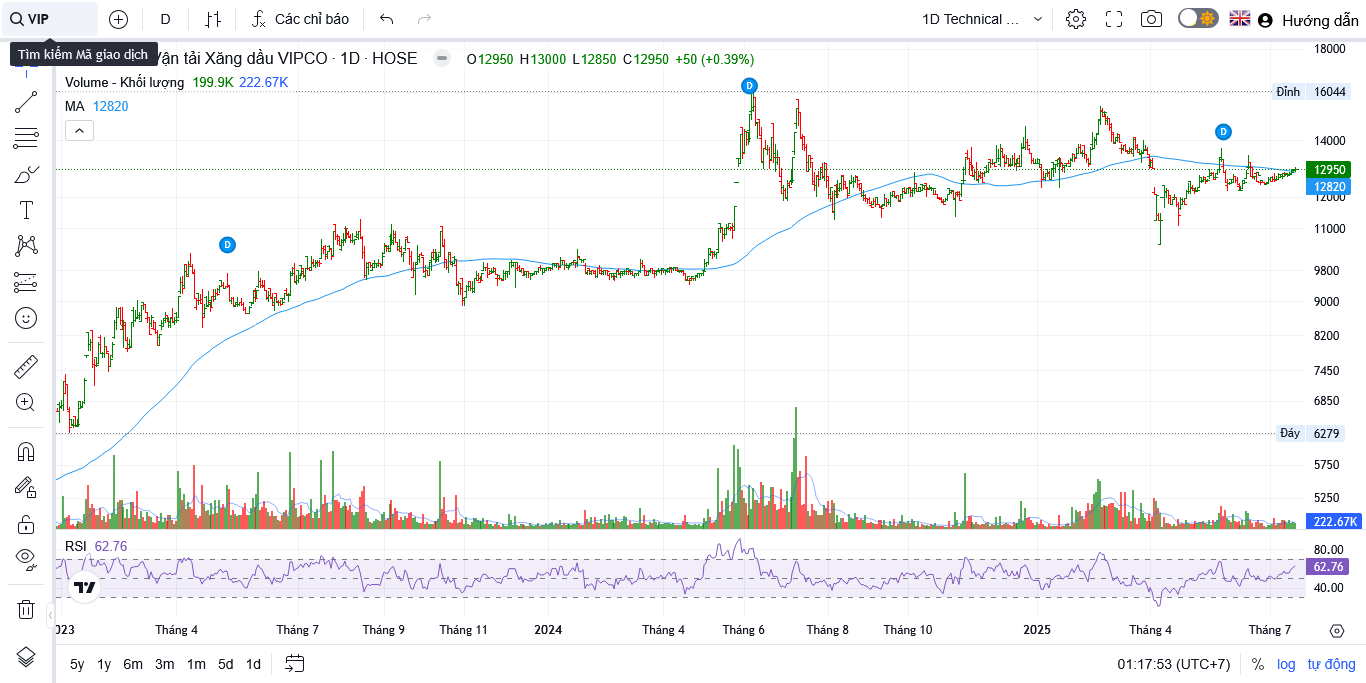 VIP D Các chỉ báo 1D Technical ... Hướng dẫn
Tìm kiếm Mã giao dịch
Vận tải Xăng dầu VIPCO · 1D · HOSE O12950 H13000 L12850 C12950 +50 (+0.39%)
Volume - Khối lượng 199.9K 222.67K
MA 12820
D
D
D
18000
Đỉnh 16044
14000
12950
12820
12000
11000
9800
9000
8200
7450
6850
Đáy 6279
5750
5250
222.67K
RSI 62.76
80.00
62.76
40.00
023 Tháng 4 Tháng 7 Tháng 9 Tháng 11 2024 Tháng 4 Tháng 6 Tháng 8 Tháng 10 2025 Tháng 4 Tháng 7
5y 1y 6m 3m 1m 5d 1d 01:17:53 (UTC+7) % log tự động